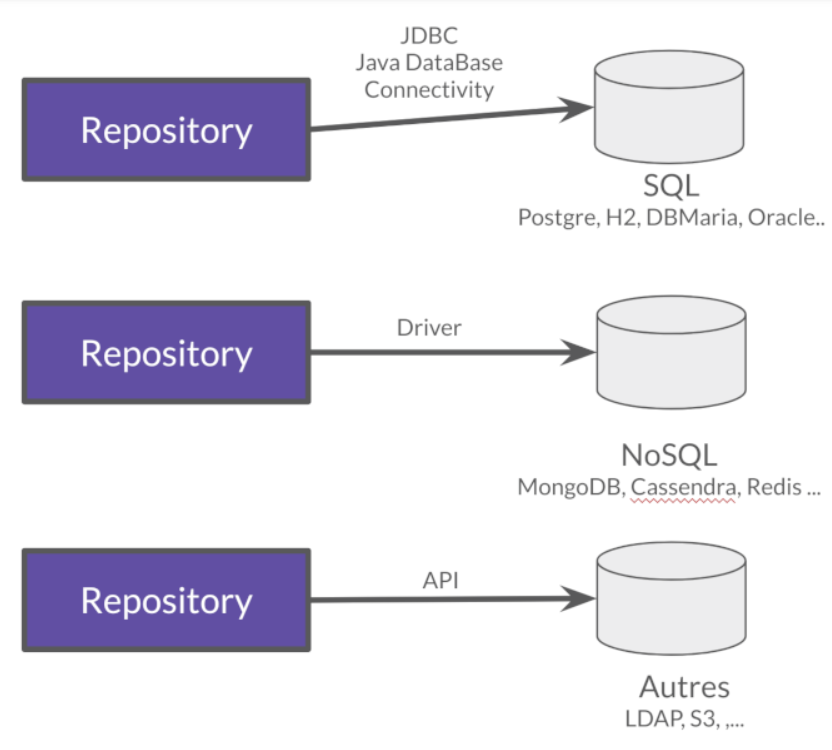 JDBC
Java DataBase
Connectivity
Repository
SQL
Postgre, H2, DBMaria, Oracle..
Driver
Repository
NoSQL
MongoDB, Cassendra, Redis ...
API
Repository
Autres
LDAP, S3, ,...